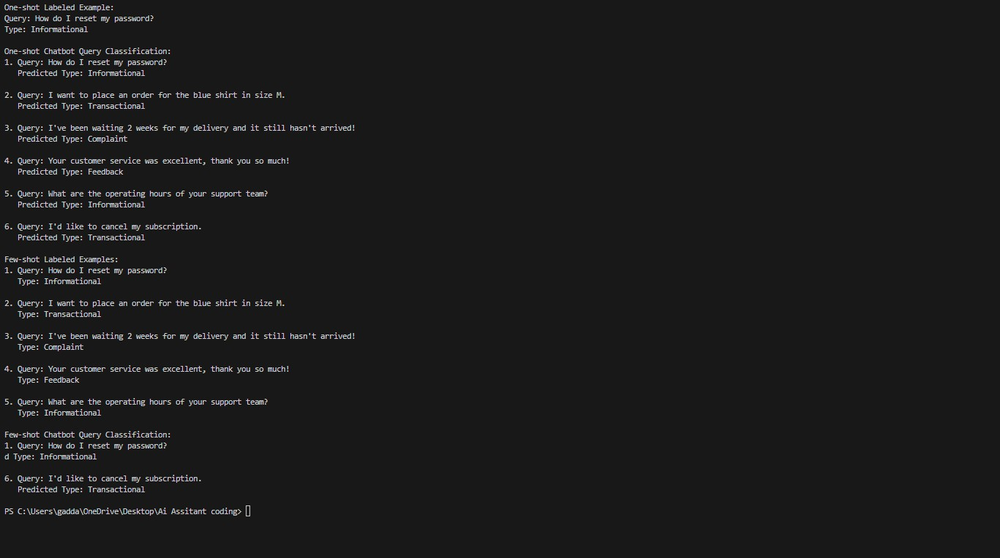 One-shot Labeled Example:
Query: How do I reset my password?
Type: Informational
One-shot Chatbot Query Classification:
1. Query: How do I reset my password?
Predicted Type: Informational
2. Query: I want to place an order for the blue shirt in size M.
Predicted Type: Transactional
3. Query: I've been waiting 2 weeks for my delivery and it still hasn't arrived!
Predicted Type: Complaint
4. Query: Your customer service was excellent, thank you so much!
Predicted Type: Feedback
5. Query: What are the operating hours of your support team?
Predicted Type: Informational
6. Query: I'd like to cancel my subscription.
Predicted Type: Transactional
Few-shot Labeled Examples:
1. Query: How do I reset my password?
Type: Informational
2. Query: I want to place an order for the blue shirt in size M.
Type: Transactional
3. Query: I've been waiting 2 weeks for my delivery and it still hasn't arrived!
Type: Complaint
4. Query: Your customer service was excellent, thank you so much!
Type: Feedback
5. Query: What are the operating hours of your support team?
Type: Informational
Few-shot Chatbot Query Classification:
1. Query: How do I reset my password?
d Type: Informational
6. Query: I'd like to cancel my subscription.
Predicted Type: Transactional
PS C:\Users\gadda\OneDrive\Desktop\Ai Assitant coding>